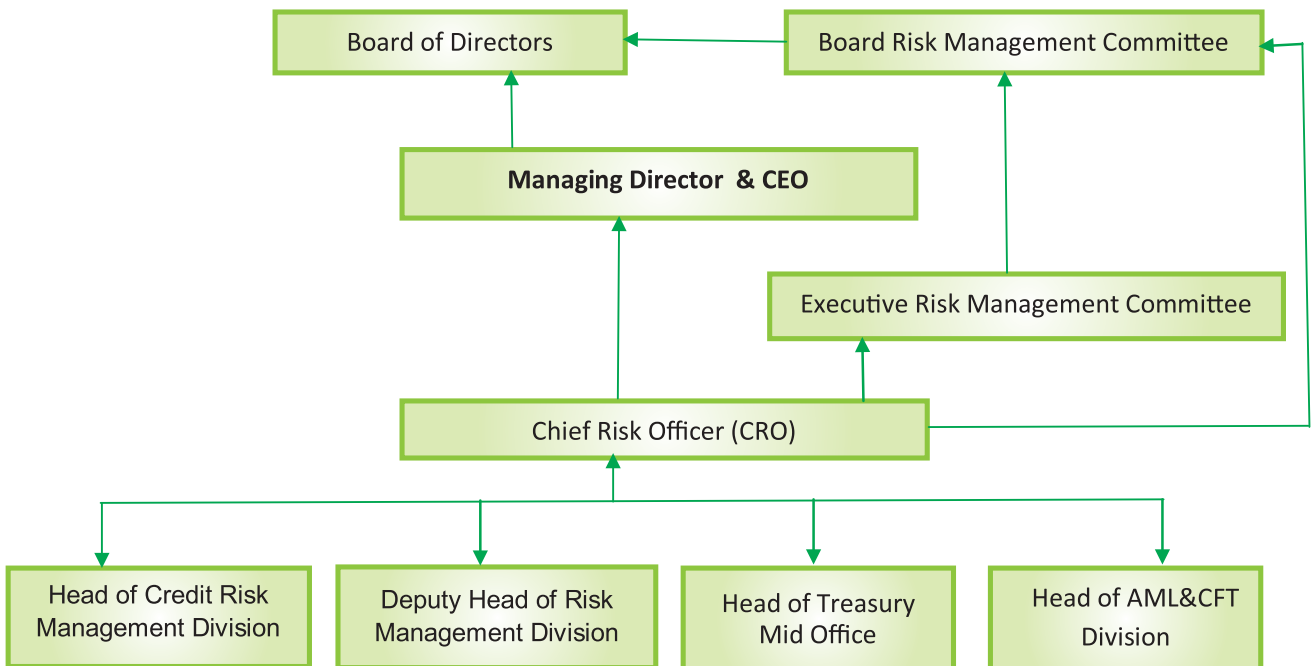 Board of Directors
Board Risk Management Committee
Managing Director & CEO
Executive Risk Management Committee
Chief Risk Officer (CRO)
Head of Credit Risk
Management Division
Deputy Head of Risk
Management Division
Head of Treasury
Mid Office
Head of AML&CFT
Division